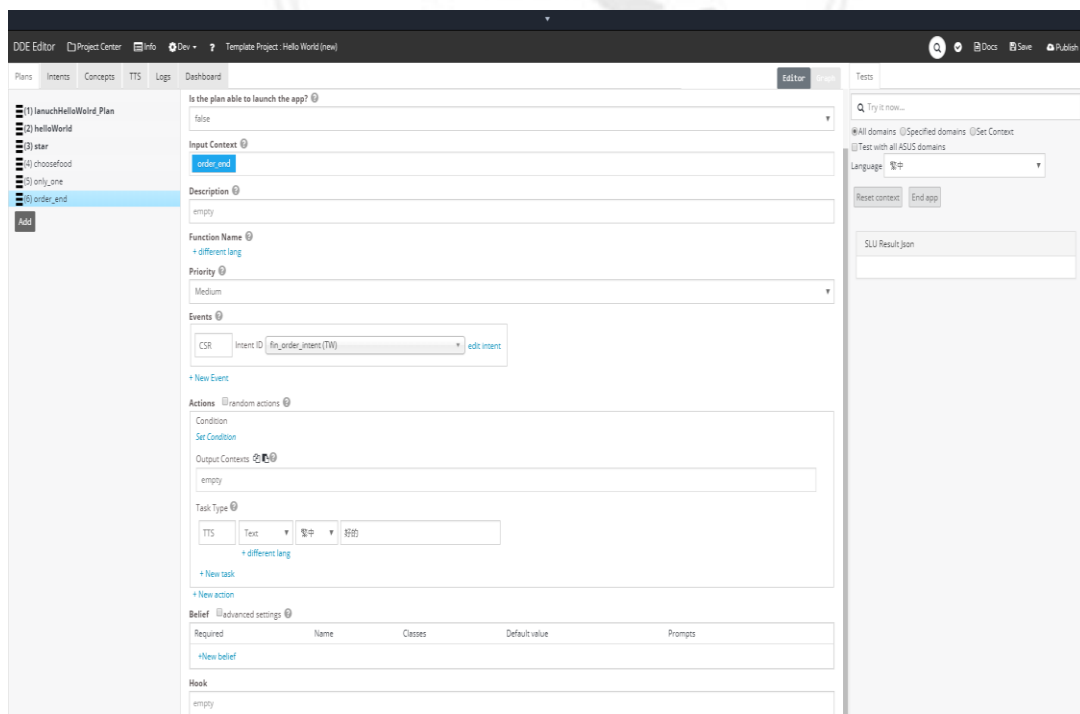 DDE Editor Project Center Info Dev ? Template Project : Hello World (new) Docs Save Publish
Plans Intents Concepts TTS Logs Dashboard Editor Graph Tests
(1) lanuchHelloWolrd_Plan
(2) helloWorld
(3) star
(4) choosefood
(5) only_one
(6) order_end
Add
Is the plan able to launch the app?
false
Input Context
order_end
Description
empty
Function Name
+ different lang
Priority
Medium
Events
CSR Intent ID fin_order_intent (TW) edit intent
+ New Event
Actions random actions
Condition
Set Condition
Output Contexts
empty
Task Type
TTS Text 繁中 好的
+ different lang
+ New task
+ New action
Belief advanced settings
Required Name Classes Default value Prompts
+New belief
Hook
empty
Try it now...
All domains Specified domains Set Context
Test with all ASUS domains
Language 繁中
Reset context End app
SLU Result Json